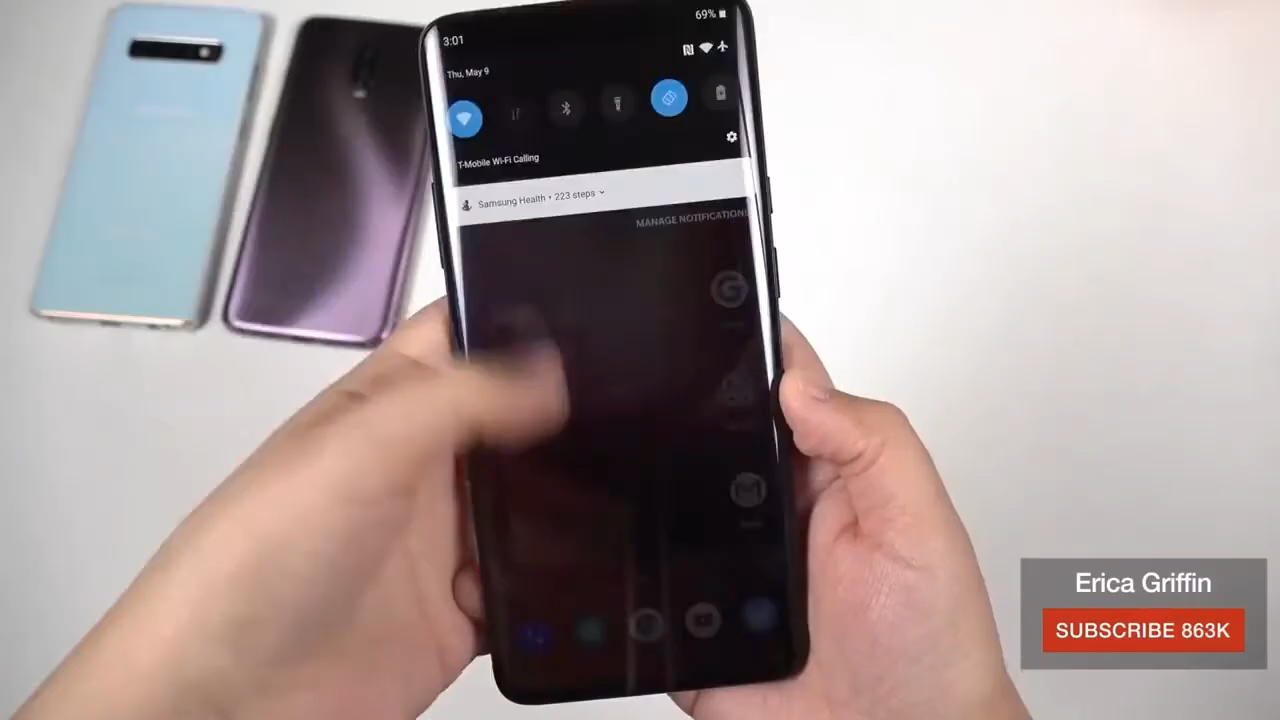 69%
3:01
Thu, May 9
T-Mobile Wi-Fi Calling
Samsung Health • 223 steps
MANAGE NOTIFICATIONS
Erica Griffin
SUBSCRIBE 863K